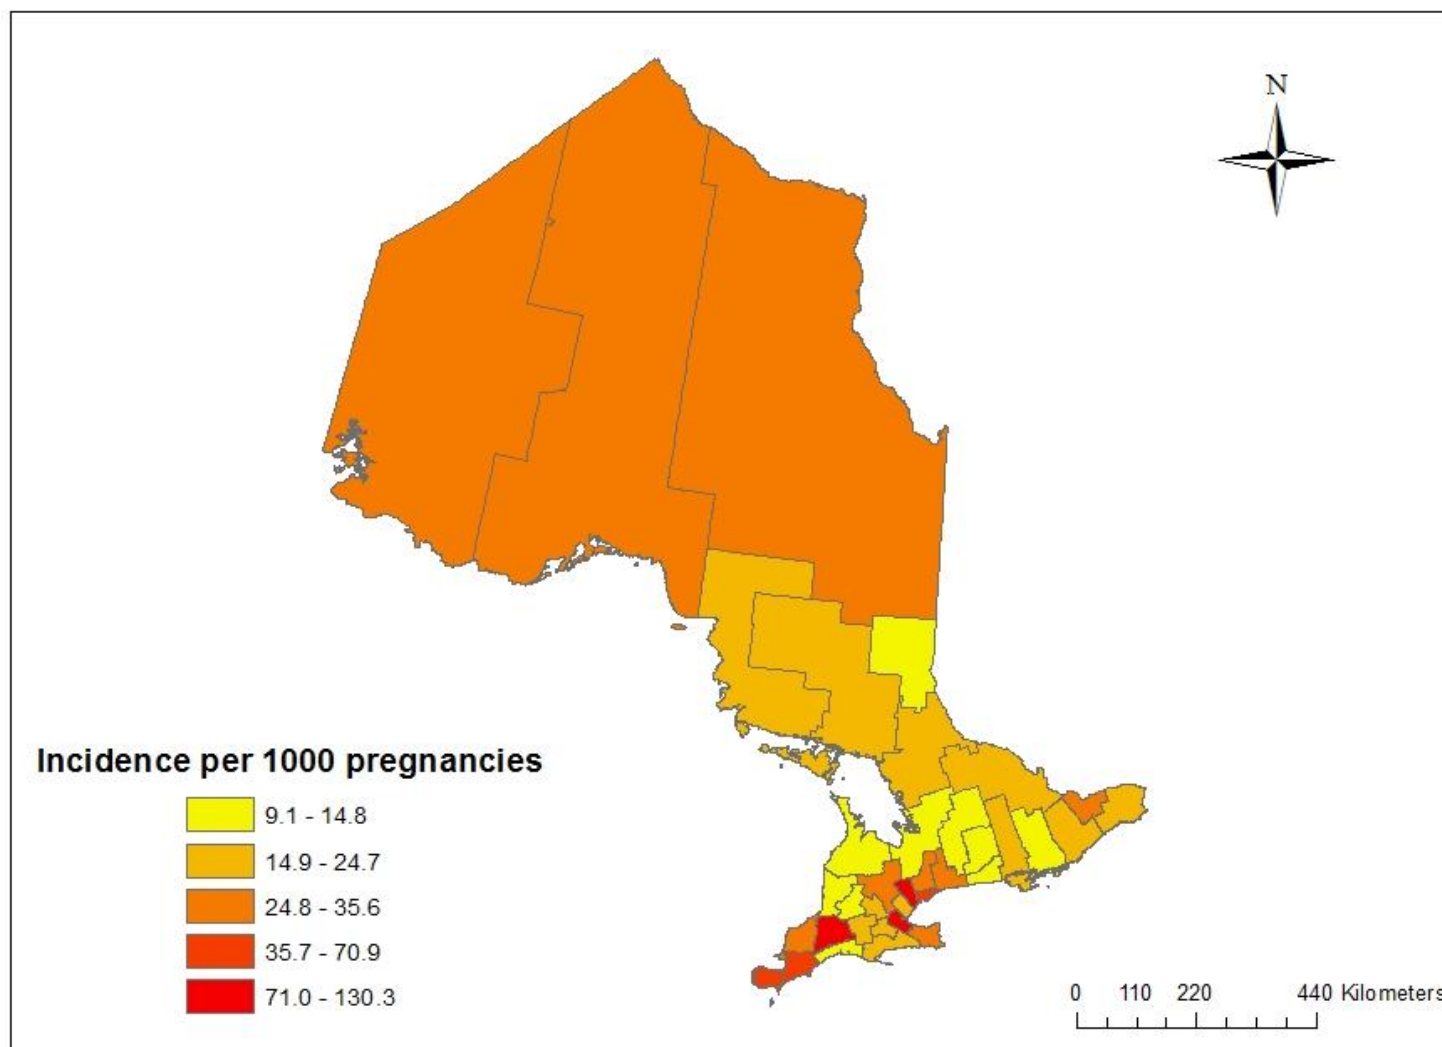 N
Incidence per 1000 pregnancies
9.1 - 14.8
14.9 - 24.7
24.8 - 35.6
35.7 - 70.9
71.0 - 130.3
0 110 220 440 Kilometers